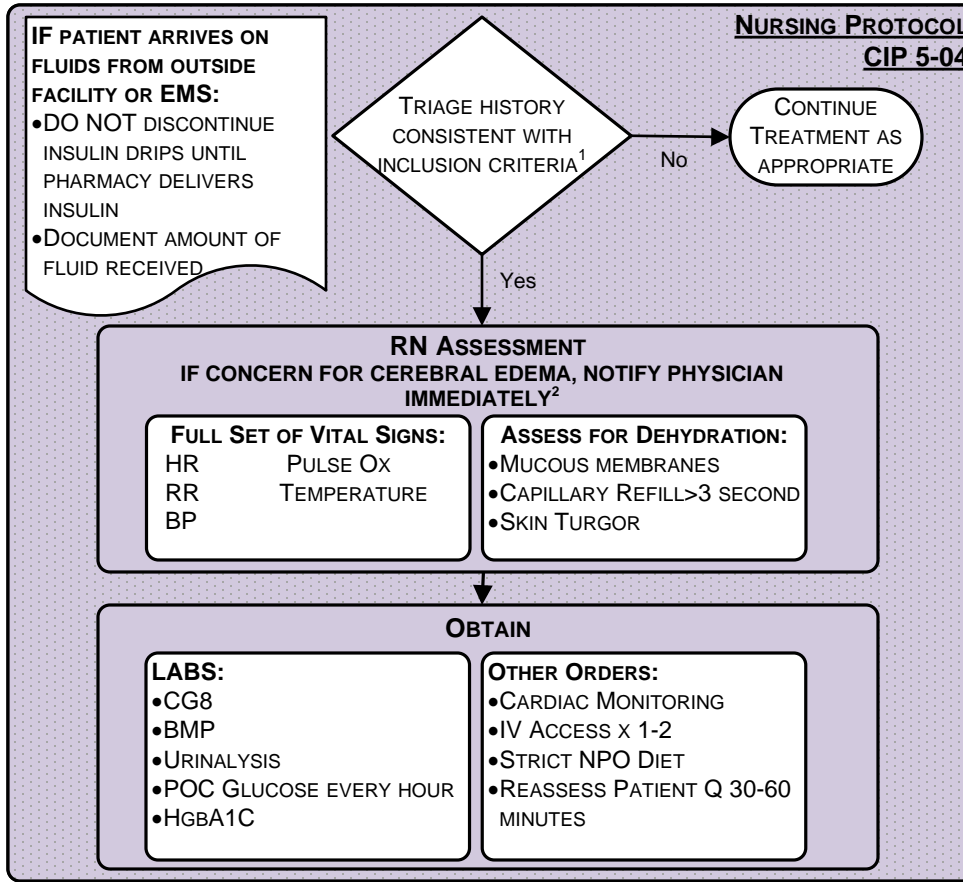 NURSING PROTOCOL
CIP 5-04
IF PATIENT ARRIVES ON
FLUIDS FROM OUTSIDE
FACILITY OR EMS:
•DO NOT DISCONTINUE
INSULIN DRIPS UNTIL
PHARMACY DELIVERS
INSULIN
•DOCUMENT AMOUNT OF
FLUID RECEIVED
TRIAGE HISTORY
CONSISTENT WITH
INCLUSION CRITERIA¹
No
CONTINUE
TREATMENT AS
APPROPRIATE
Yes
RN ASSESSMENT
IF CONCERN FOR CEREBRAL EDEMA, NOTIFY PHYSICIAN
IMMEDIATELY²
FULL SET OF VITAL SIGNS:
HR PULSE OX
RR TEMPERATURE
BP
ASSESS FOR DEHYDRATION:
•MUCOUS MEMBRANES
•CAPILLARY REFILL>3 SECOND
•SKIN TURGOR
OBTAIN
LABS:
•CG8
•BMP
•URINALYSIS
•POC GLUCOSE EVERY HOUR
•HGBA1C
OTHER ORDERS:
•CARDIAC MONITORING
•IV ACCESS X 1-2
•STRICT NPO DIET
•REASSESS PATIENT Q 30-60
MINUTES